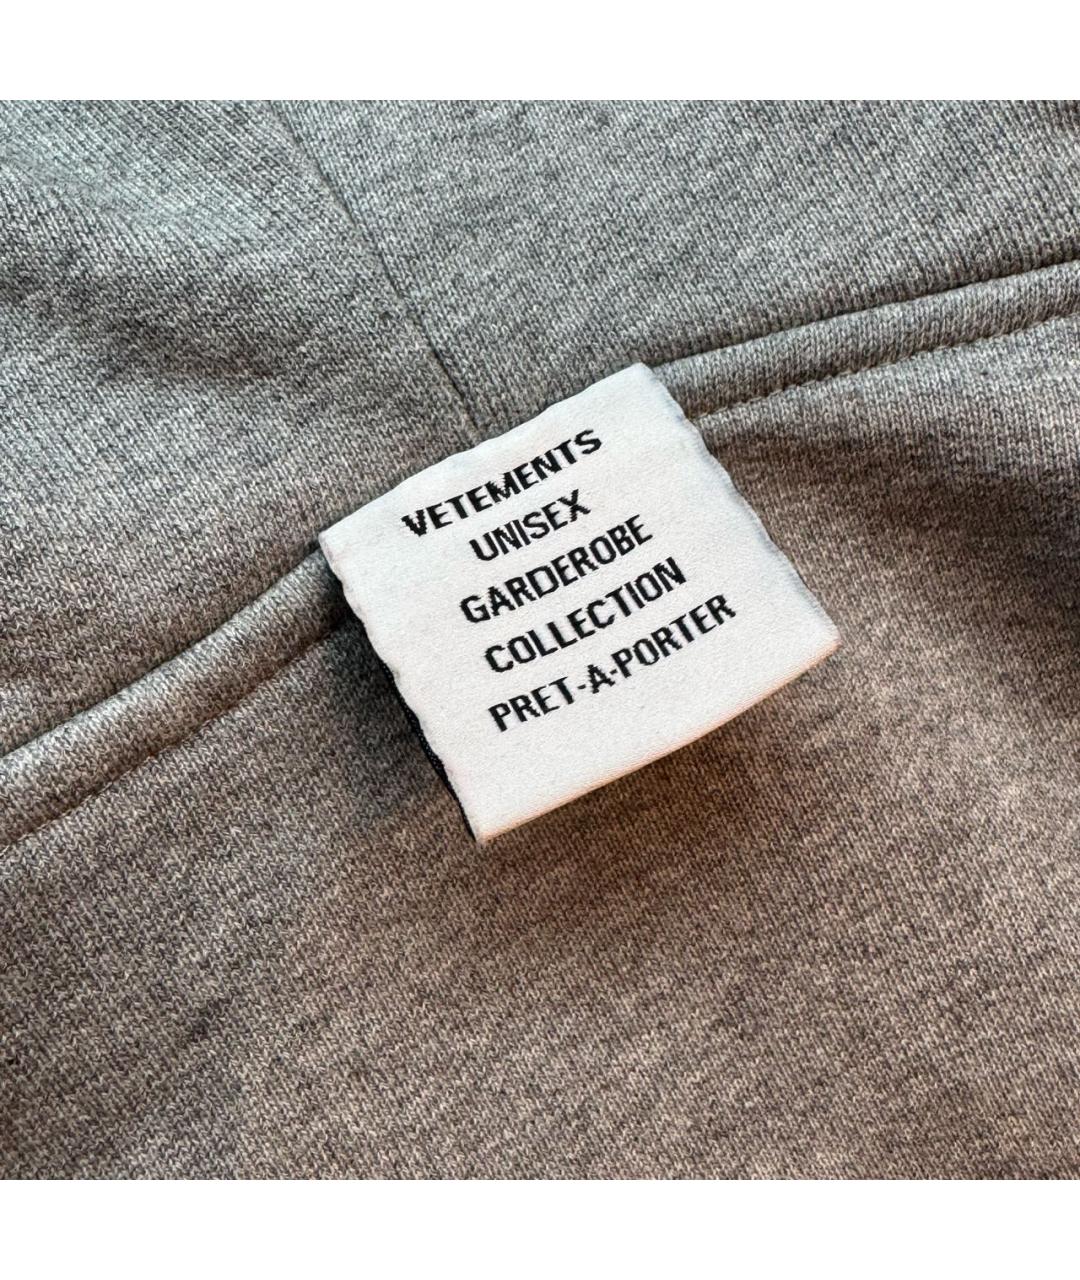 VETEMENTS
UNISEX
GARDEROBE
COLLECTION
PRET-A-PORTER